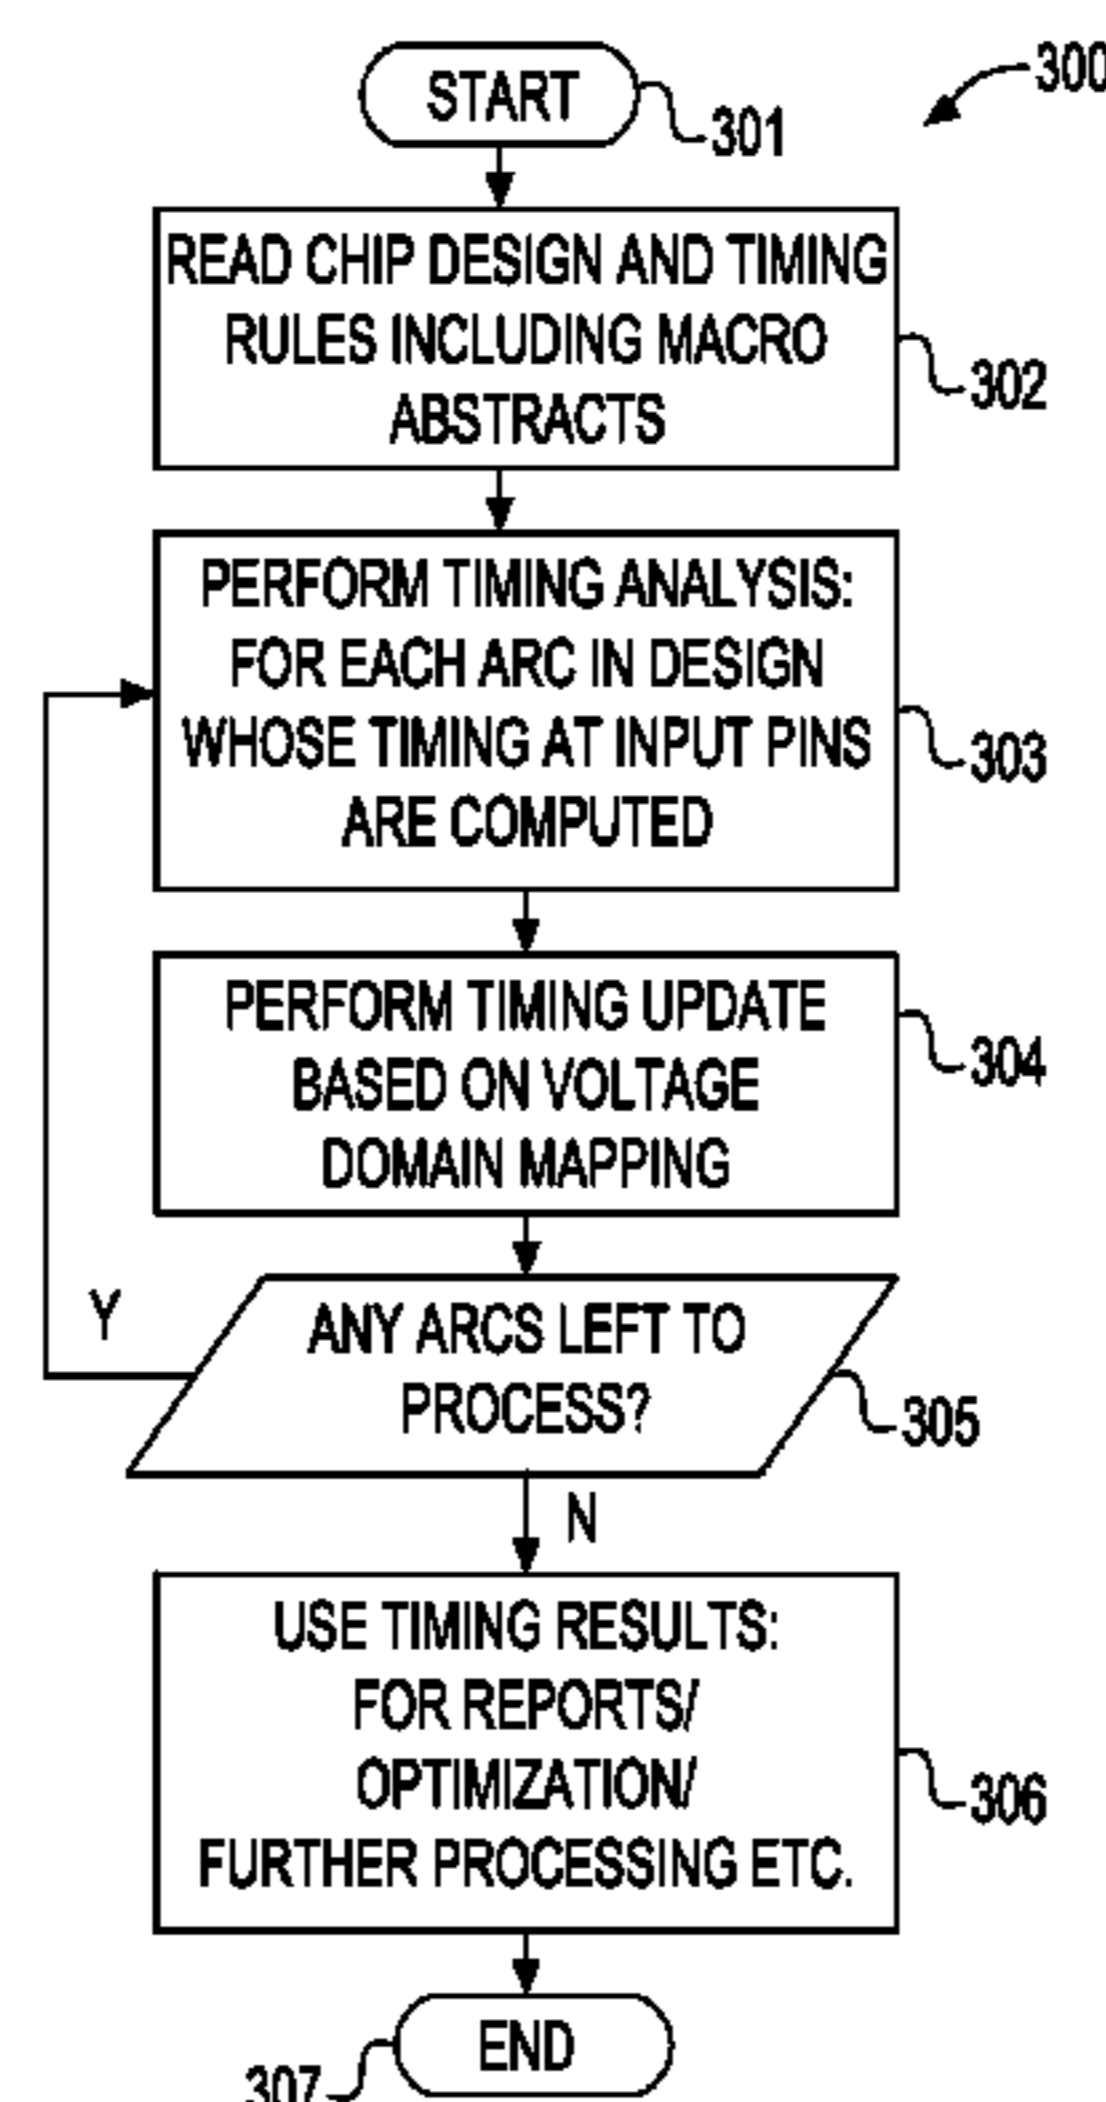 START
300
301
READ CHIP DESIGN AND TIMING
RULES INCLUDING MACRO
ABSTRACTS
302
PERFORM TIMING ANALYSIS:
FOR EACH ARC IN DESIGN
WHOSE TIMING AT INPUT PINS
ARE COMPUTED
303
PERFORM TIMING UPDATE
BASED ON VOLTAGE
DOMAIN MAPPING
304
Y
ANY ARCS LEFT TO
PROCESS?
305
N
USE TIMING RESULTS:
FOR REPORTS/
OPTIMIZATION/
FURTHER PROCESSING ETC.
306
END
307